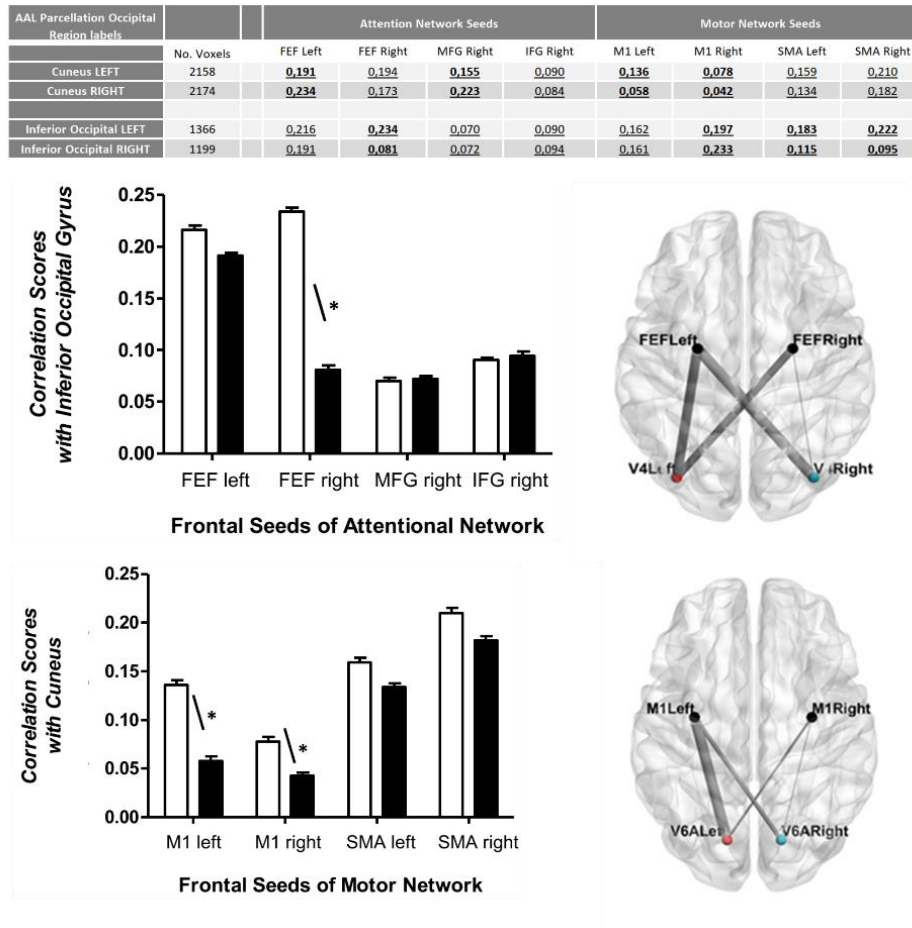 AAL Parcellation Occipital Region labels Attention Network Seeds Motor Network Seeds
No. Voxels FEF Left FEF Right MFG Right IFG Right M1 Left M1 Right SMA Left SMA Right
Cuneus LEFT 2158 0,191 0,194 0,155 0,090 0,136 0,078 0,159 0,210
Cuneus RIGHT 2174 0,234 0,173 0,223 0,084 0,058 0,042 0,134 0,182
Inferior Occipital LEFT 1366 0,216 0,234 0,070 0,090 0,162 0,197 0,183 0,222
Inferior Occipital RIGHT 1199 0,191 0,081 0,072 0,094 0,161 0,233 0,115 0,095
Correlation Scores
with Inferior Occipital Gyrus
0.25
0.20
0.15
0.10
0.05
0.00
*
FEF left FEF right MFG right IFG right
Frontal Seeds of Attentional Network
FEFLeft FEFRight
Right
Correlation Scores
with Cuneus
0.25
0.20
0.15
0.10
0.05
0.00
* *
M1 left M1 right SMA left SMA right
Frontal Seeds of Motor Network
M1Left M1Right
V6ARight